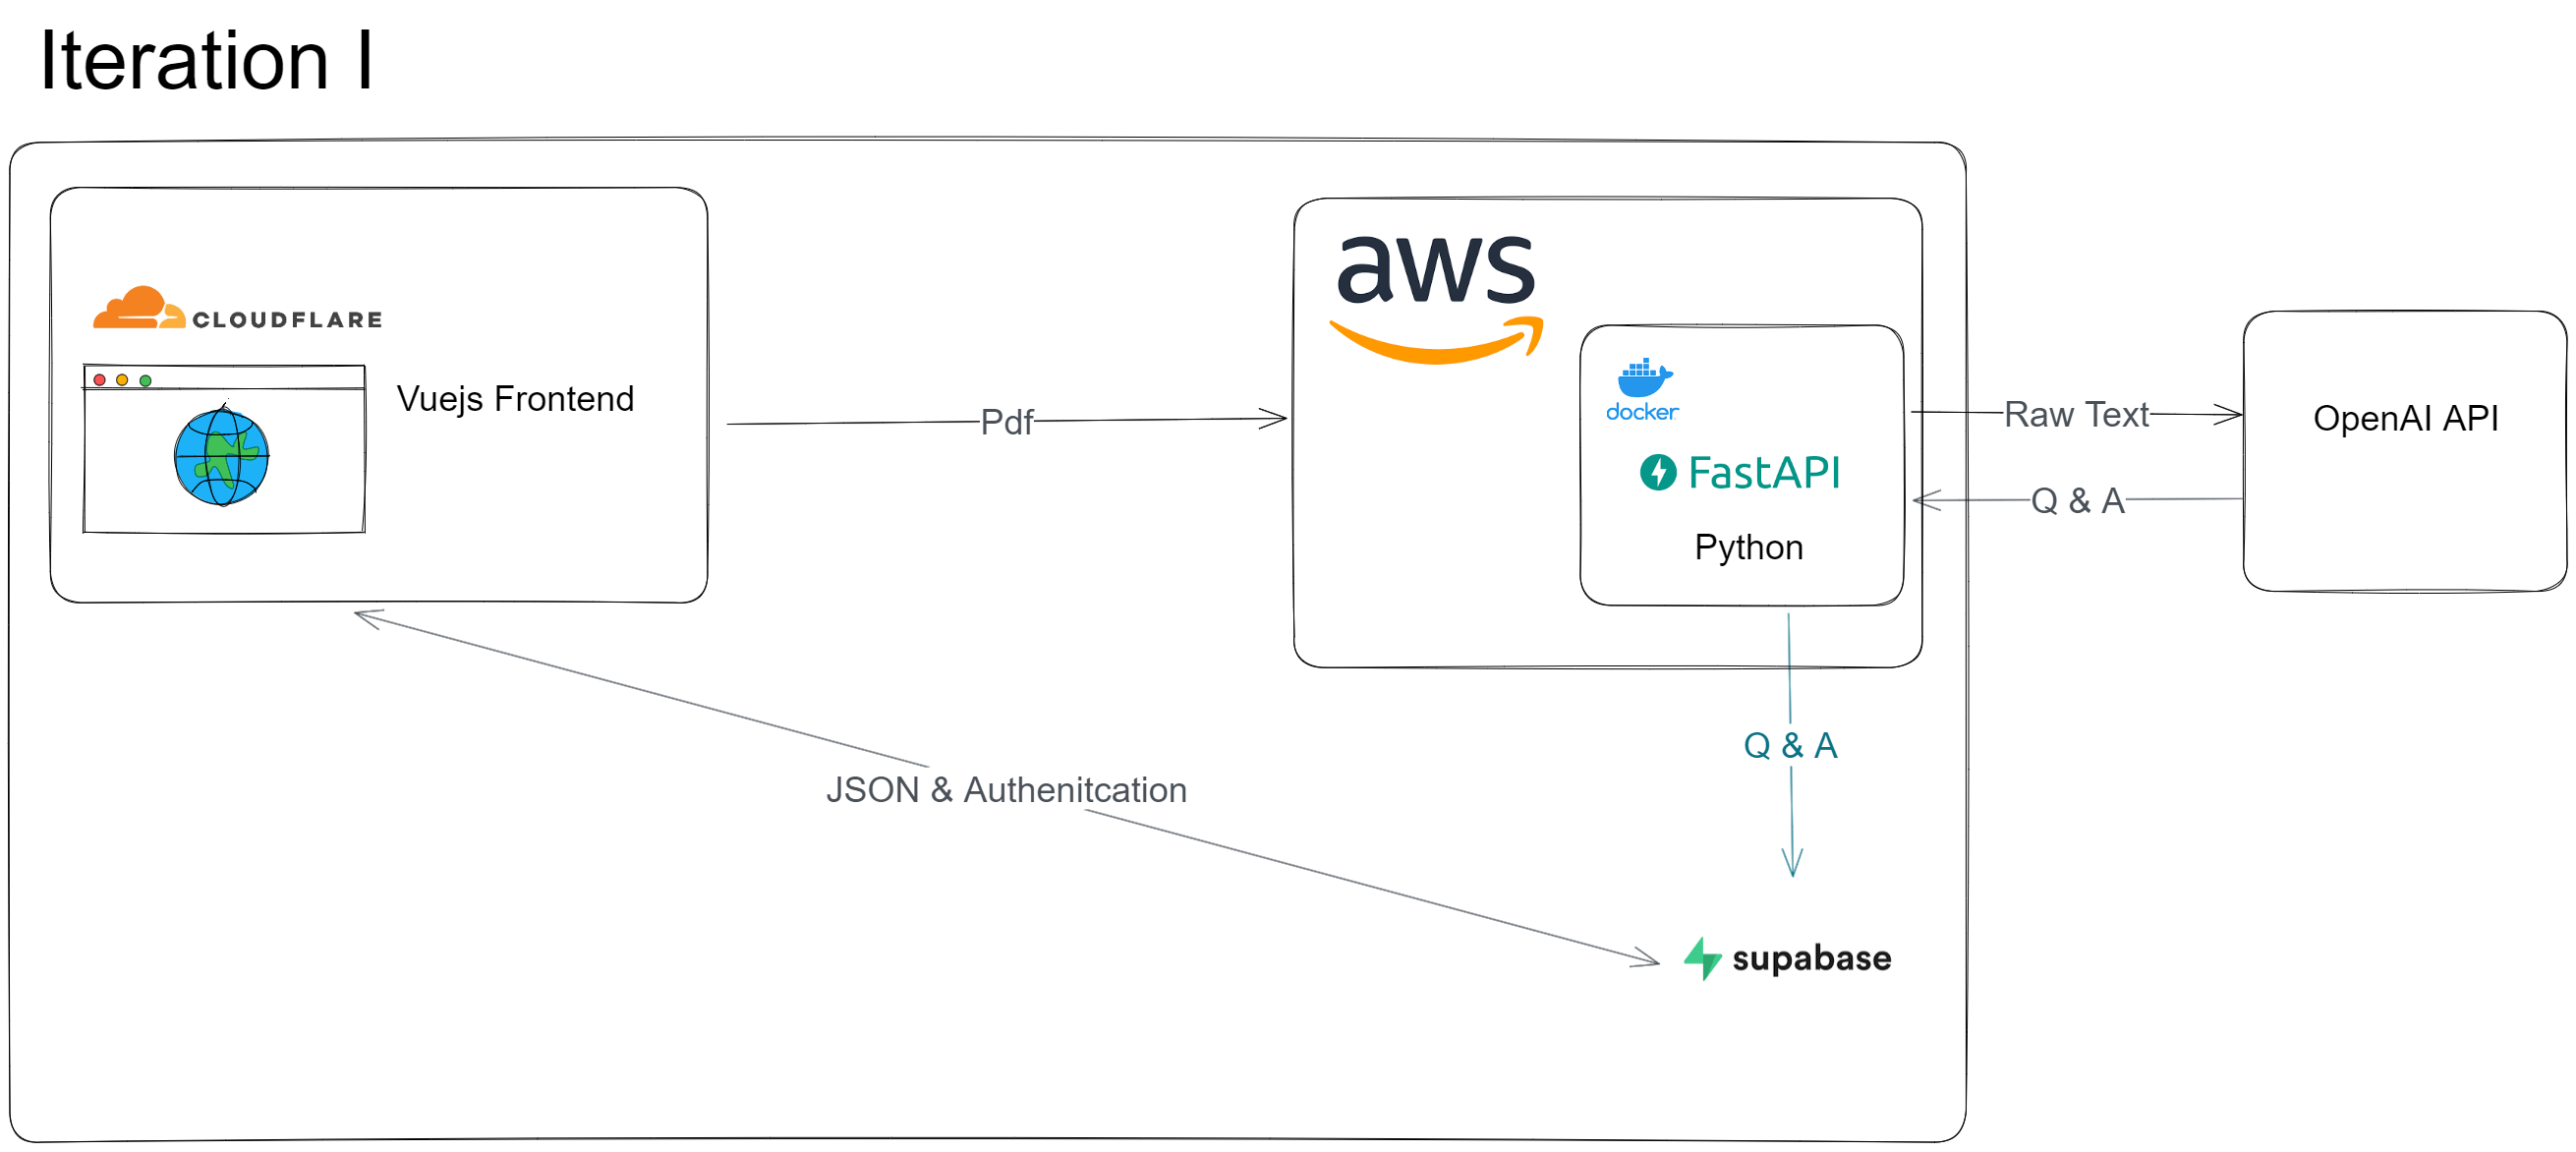 Iteration I
CLOUDFLARE
Vuejs Frontend
Pdf
aws
docker
FastAPI
Python
Raw Text
Q & A
OpenAI API
Q & A
JSON & Authenitcation
supabase